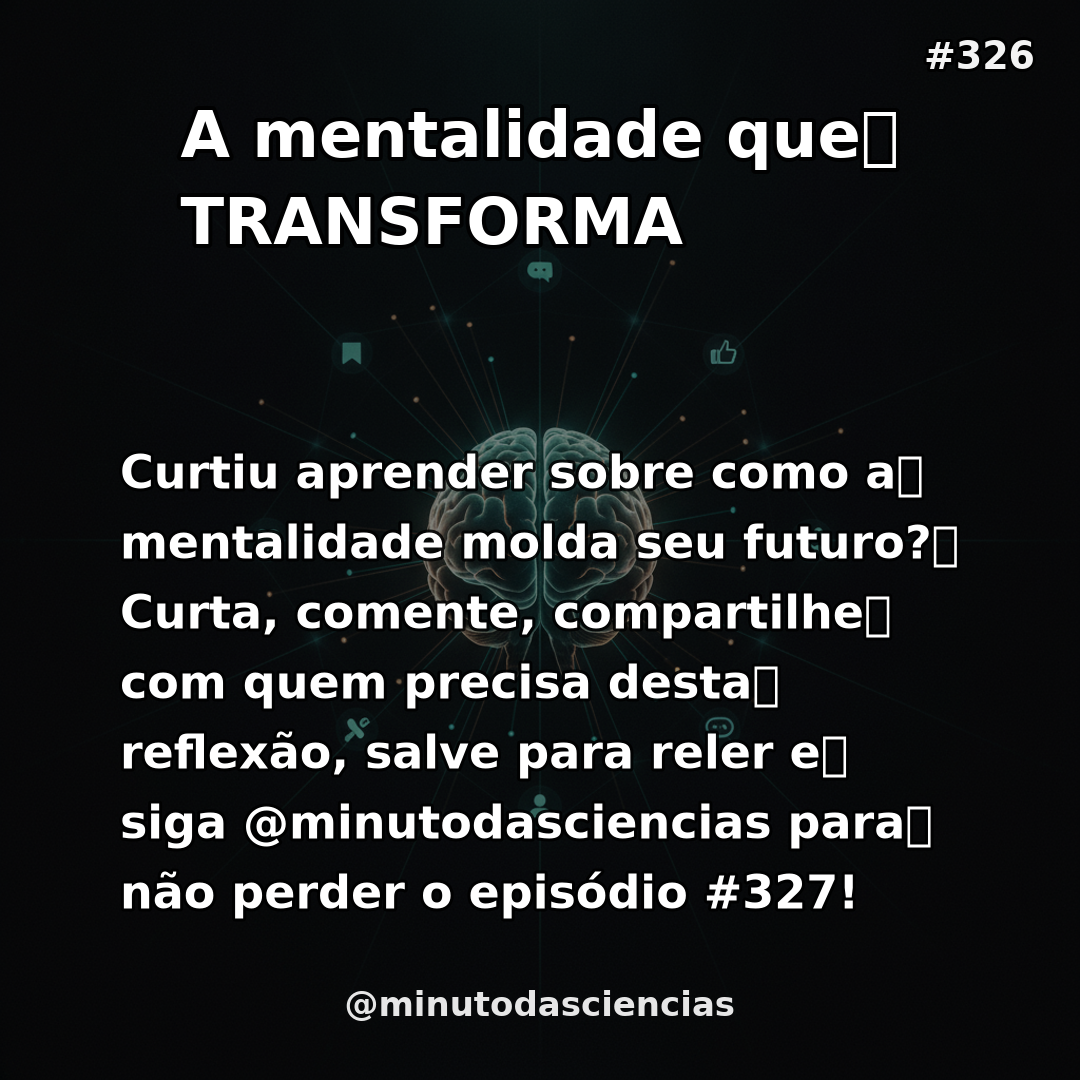 #326
A mentalidade que
TRANSFORMA
Curtiu aprender sobre como a
mentalidade molda seu futuro?
Curta, comente, compartilhe
com quem precisa desta
reflexão, salve para reler e
siga @minutodasciencias para
não perder o episódio #327!
@minutodasciencias